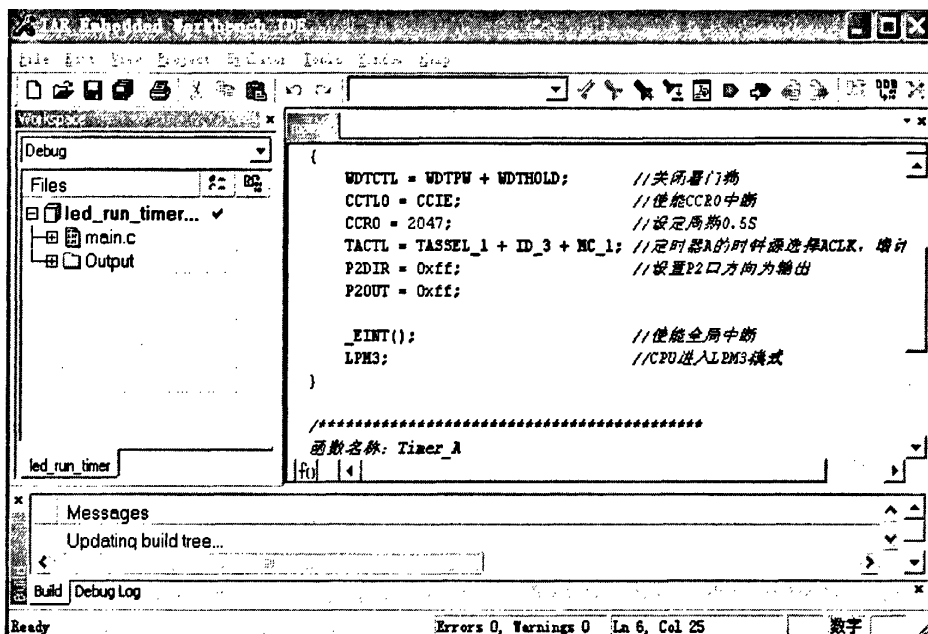 IAR Embedded Workbench IDE
File Edit View Project Emulator Tools Window Help
Workspace
Debug
Files
led_run_timer...
main.c
Output
led_run_timer
{
WDTCTL = WDTPW + WDTHOLD; //关闭看门狗
CCTL0 = CCIE; //使能CCR0中断
CCR0 = 2047; //设定周期0.5S
TACTL = TASSEL_1 + ID_3 + MC_1; //定时器A的时钟源选择ACLK，增计
P2DIR = 0xff; //设置P2口方向为输出
P2OUT = 0xff;
_EINT(); //使能全局中断
LPM3; //CPU进入LPM3模式
}
/*******************************************
函数名称: Timer_A
f()
Messages
Updating build tree...
Build Debug Log
Ready Errors 0, Warnings 0 Ln 6, Col 25 数字